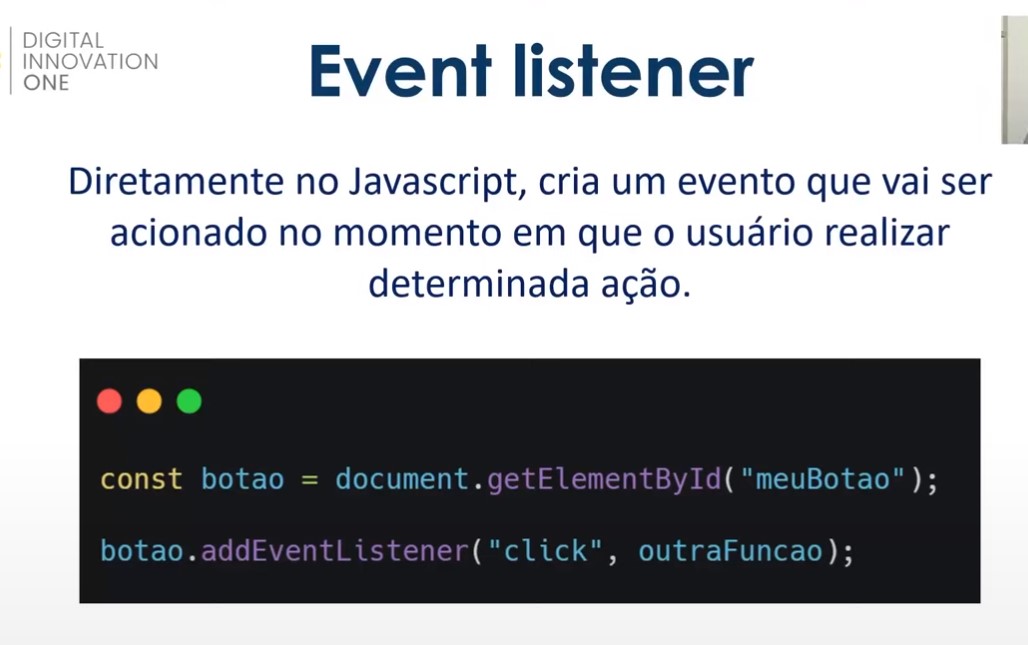 DIGITAL
INNOVATION
ONE
Event listener
Diretamente no Javascript, cria um evento que vai ser
acionado no momento em que o usuário realizar
determinada ação.
const botao = document.getElementById("meuBotao");
botao.addEventListener("click", outraFuncao);